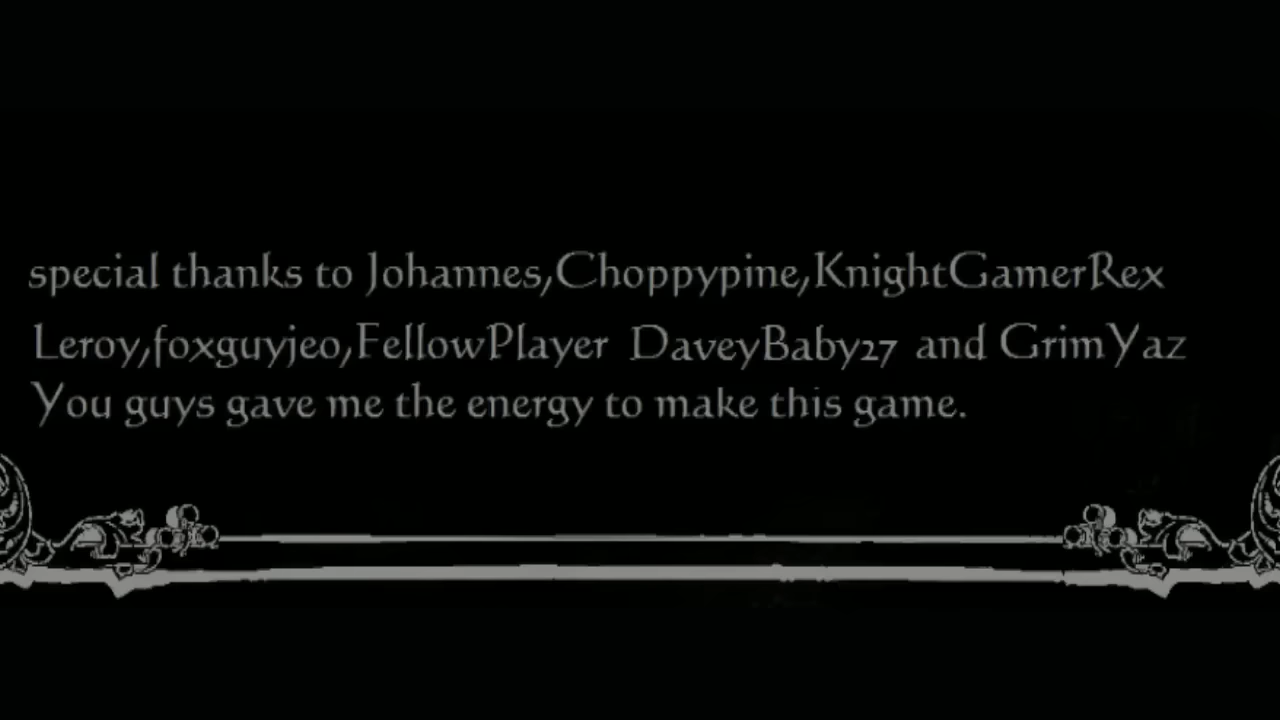 special thanks to Johannes,Choppypine,KnightGamerRex
Leroy,foxguyjeo,FellowPlayer DaveyBaby27 and GrimYaz
You guys gave me the energy to make this game.